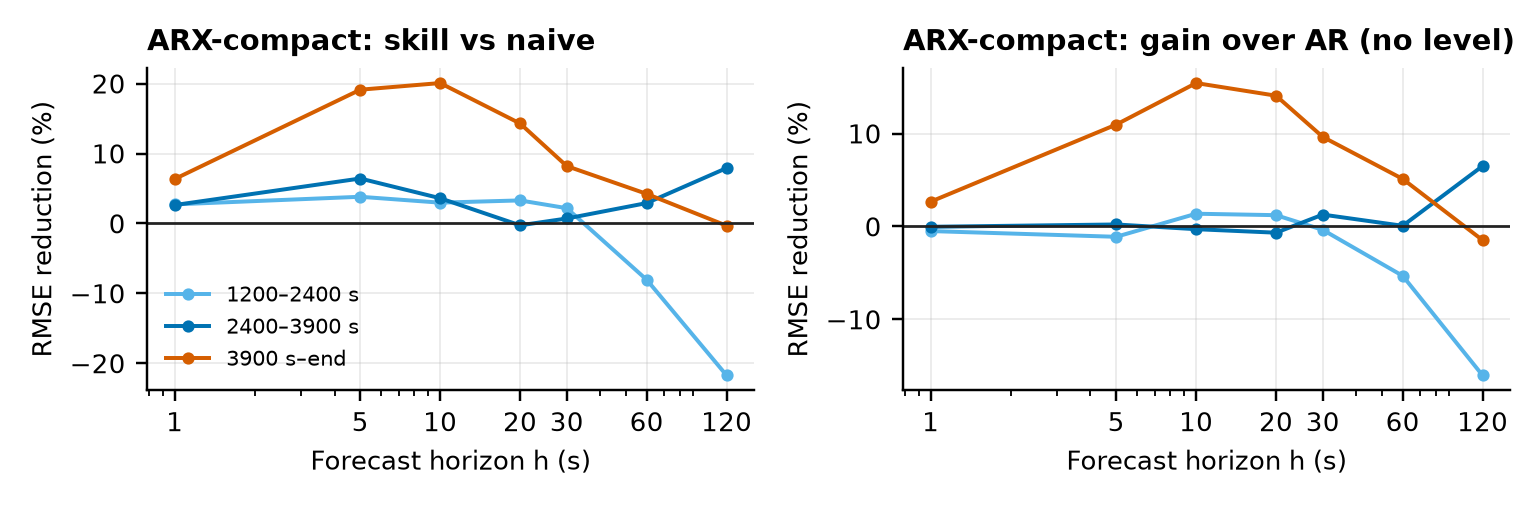 ARX-compact: skill vs naive
RMSE reduction (%)
20
10
0
−10
−20
1200–2400 s
2400–3900 s
3900 s–end
1 5 10 20 30 60 120
Forecast horizon h (s)
ARX-compact: gain over AR (no level)
RMSE reduction (%)
10
0
−10
1 5 10 20 30 60 120
Forecast horizon h (s)